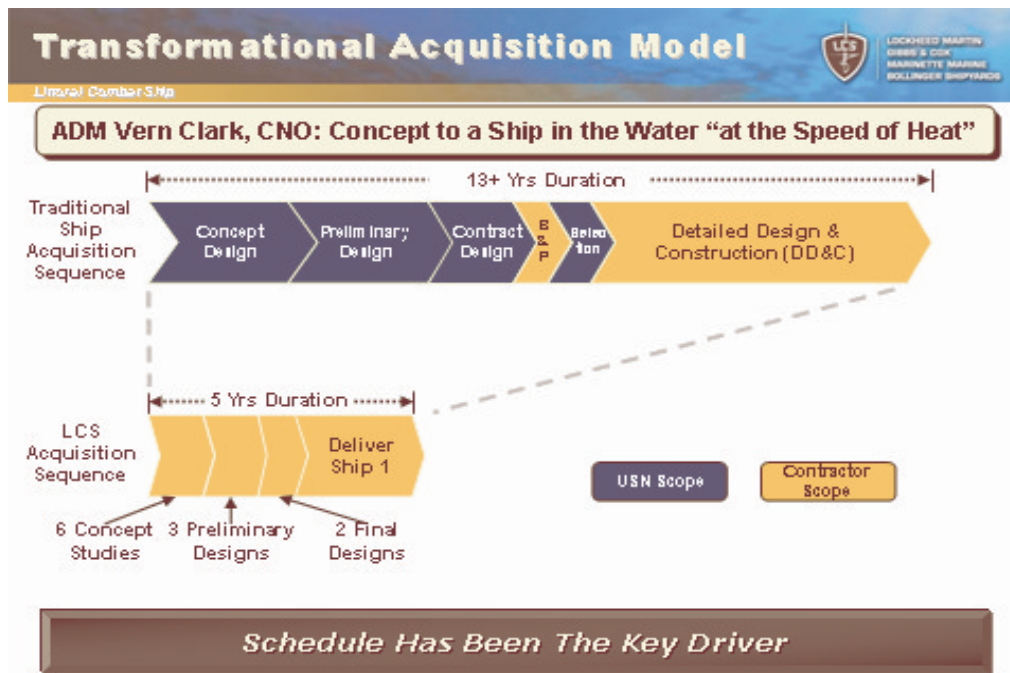 Transformational Acquisition Model
LCS
LOCKHEED MARTIN
GIBBS & COX
MARINETTE MARINE
BOLLINGER SHIPYARDS
Littoral Combat Ship
ADM Vern Clark, CNO: Concept to a Ship in the Water “at the Speed of Heat”
13+ Yrs Duration
Traditional
Ship
Acquisition
Sequence
Concept
Design
Preliminary
Design
Contract
Design
B
&
P
Selec
tion
Detailed Design &
Construction (DD&C)
5 Yrs Duration
LCS
Acquisition
Sequence
Deliver
Ship 1
6 Concept
Studies
3 Preliminary
Designs
2 Final
Designs
USN Scope
Contractor
Scope
Schedule Has Been The Key Driver